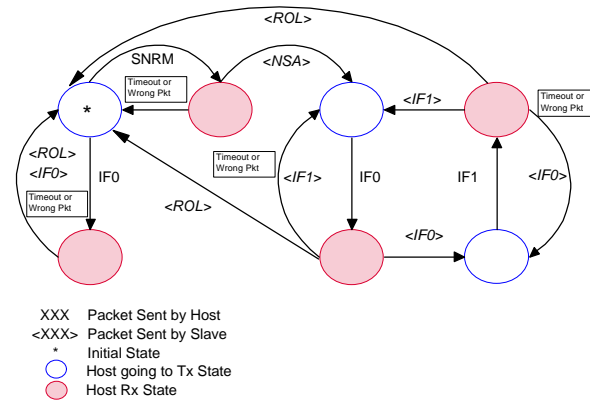 <ROL>
SNRM
<NSA>
Timeout or
Wrong Pkt
<IF1>
Timeout or
Wrong Pkt
*
<ROL>
<IF0>
IF0
Timeout or
Wrong Pkt
<IF1>
IF0
IF1
<IF0>
Timeout or
Wrong Pkt
<ROL>
<IF0>
XXX Packet Sent by Host
<XXX> Packet Sent by Slave
* Initial State
Host going to Tx State
Host Rx State